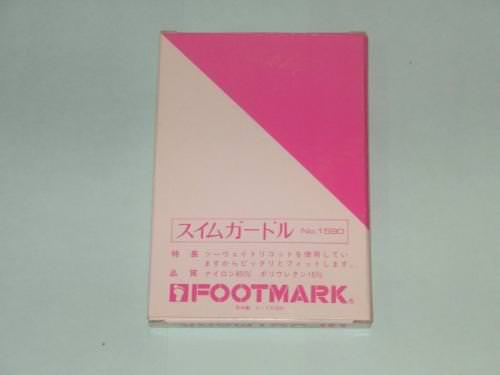 スイムガードル No.1590
特長 ツーウェイトリコットを使用してい
ますからピッタリとフィットします。
品質 ナイロン85% ポリウレタン15%
FOOTMARK®